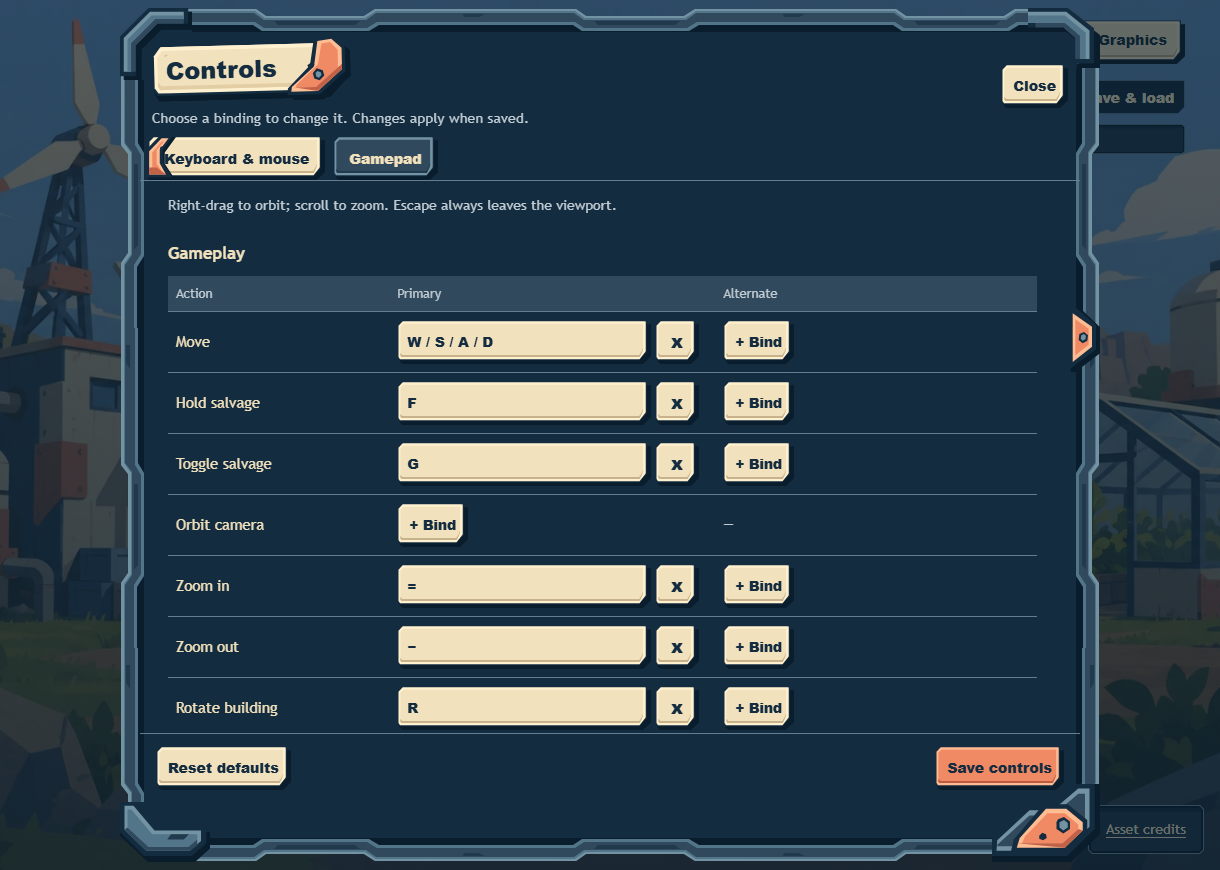 Controls
Graphics
Close
ve & load
Choose a binding to change it. Changes apply when saved.
Keyboard & mouse
Gamepad
Right-drag to orbit; scroll to zoom. Escape always leaves the viewport.
Gameplay
Action Primary Alternate
Move W / S / A / D x + Bind
Hold salvage F x + Bind
Toggle salvage G x + Bind
Orbit camera + Bind —
Zoom in = x + Bind
Zoom out – x + Bind
Rotate building R x + Bind
Reset defaults
Save controls
Asset credits